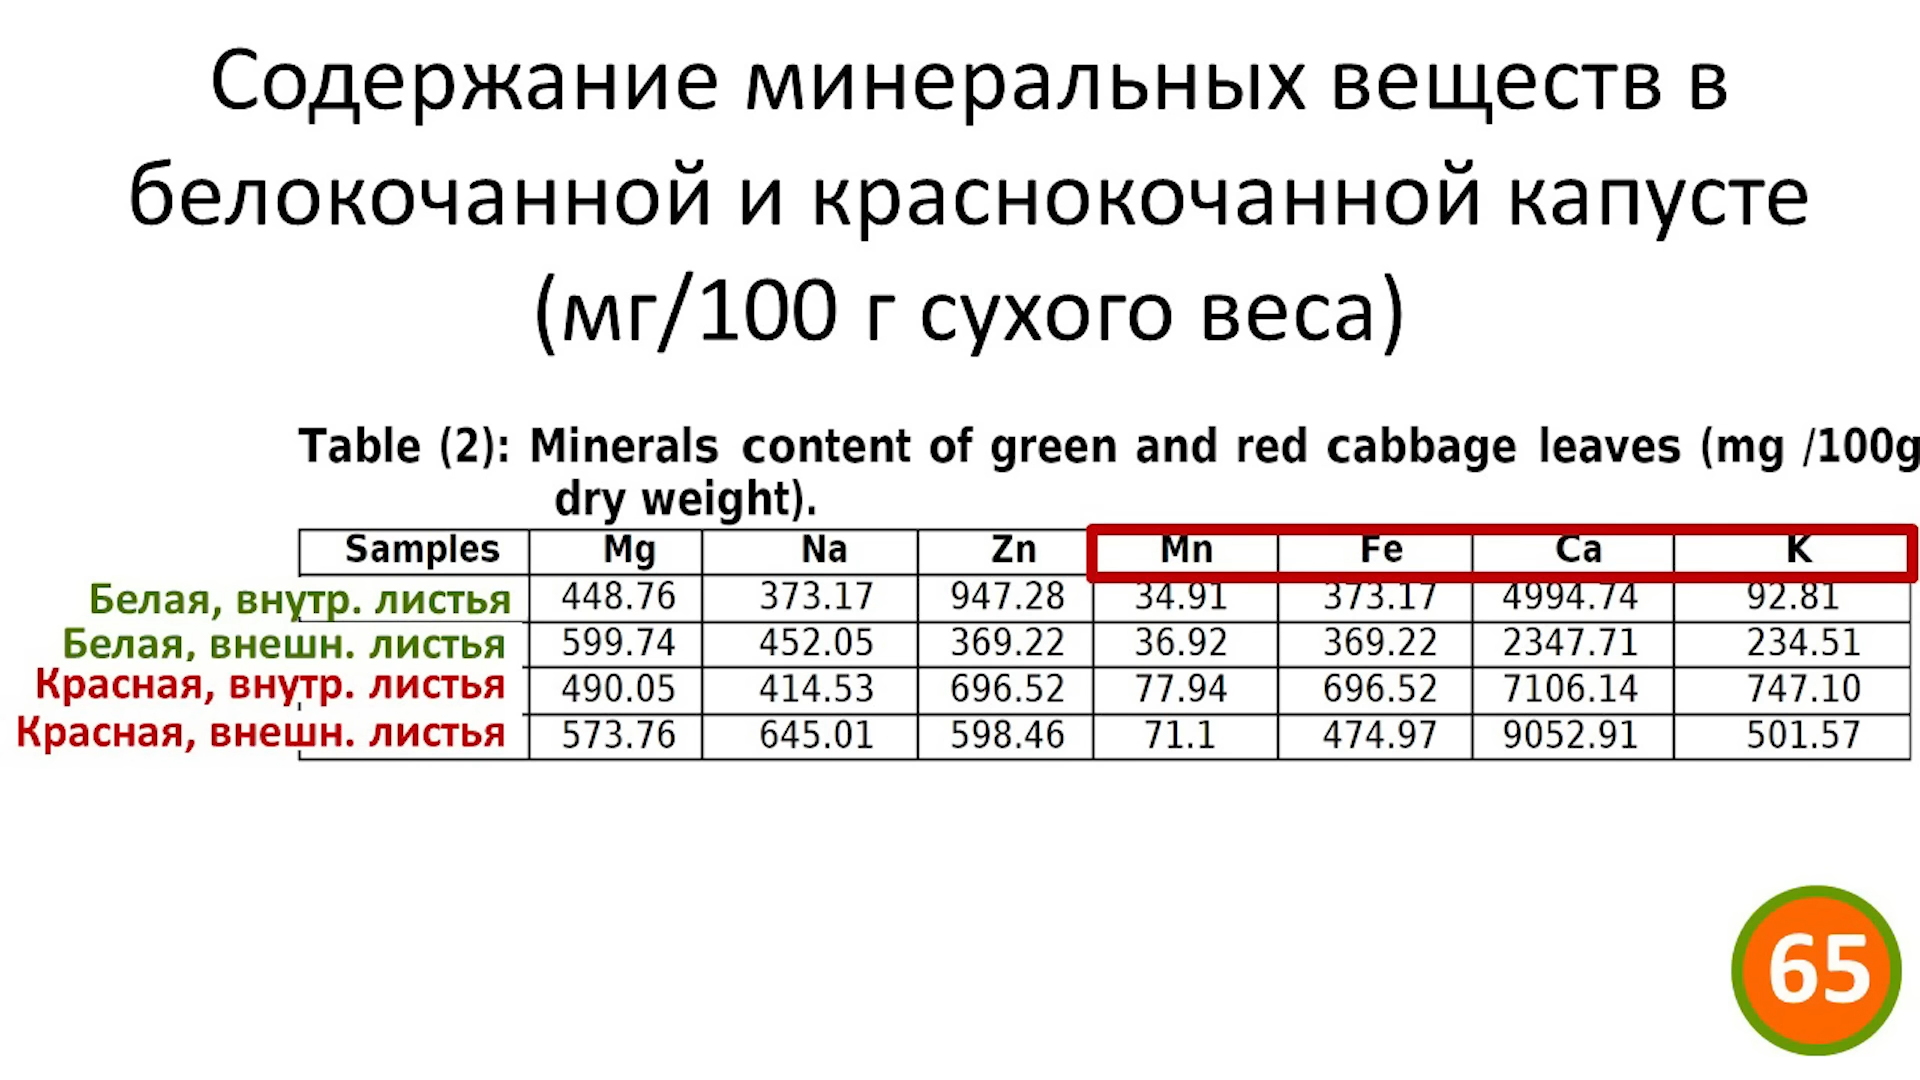 Содержание минеральных веществ в
белокочанной и краснокочанной капусте
(мг/100 г сухого веса)
Table (2): Minerals content of green and red cabbage leaves (mg /100g
dry weight).
Samples Mg Na Zn Mn Fe Ca K
Белая, внутр. листья 448.76 373.17 947.28 34.91 373.17 4994.74 92.81
Белая, внешн. листья 599.74 452.05 369.22 36.92 369.22 2347.71 234.51
Красная, внутр. листья 490.05 414.53 696.52 77.94 696.52 7106.14 747.10
Красная, внешн. листья 573.76 645.01 598.46 71.1 474.97 9052.91 501.57
65